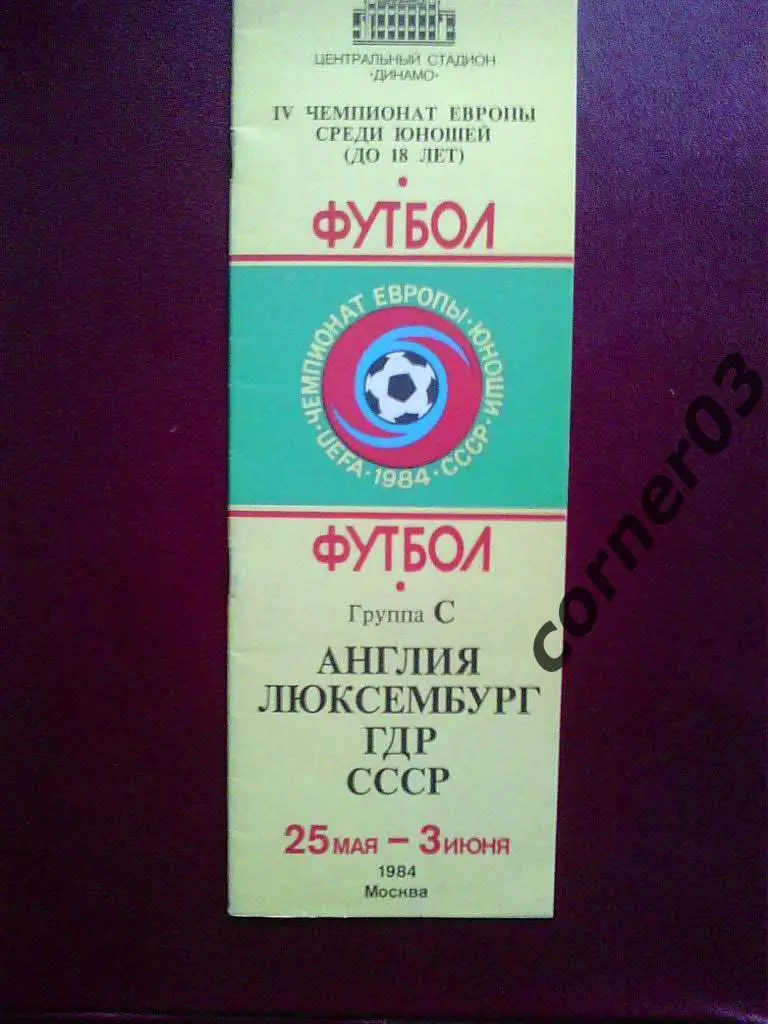 ЦЕНТРАЛЬНЫЙ СТАДИОН
«ДИНАМО»
IV ЧЕМПИОНАТ ЕВРОПЫ
СРЕДИ ЮНОШЕЙ
(ДО 18 ЛЕТ)
ФУТБОЛ
ЧЕМПИОНАТ ЕВРОПЫ · ЮНОШИ ·
UEFA · 1984 · СССР
ФУТБОЛ
Группа С
АНГЛИЯ
ЛЮКСЕМБУРГ
ГДР
СССР
25 МАЯ – 3 ИЮНЯ
1984
Москва
corner03